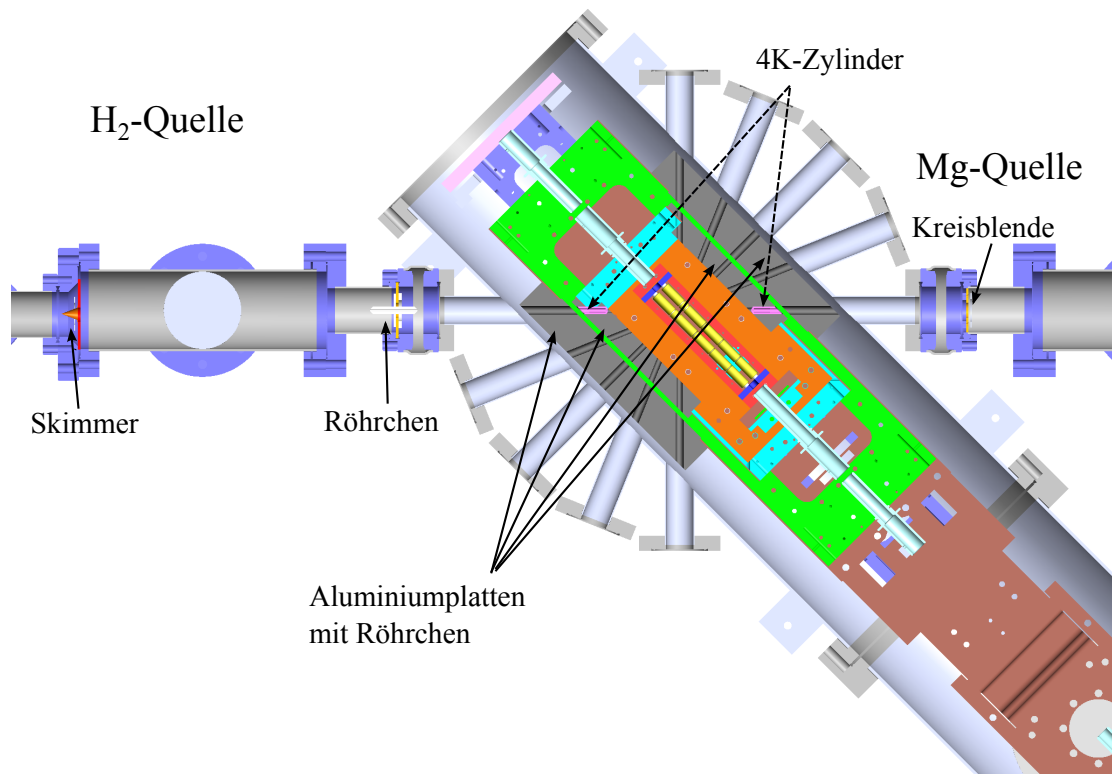 4K-Zylinder
H₂-Quelle
Mg-Quelle
Kreisblende
Skimmer
Röhrchen
Aluminiumplatten
mit Röhrchen